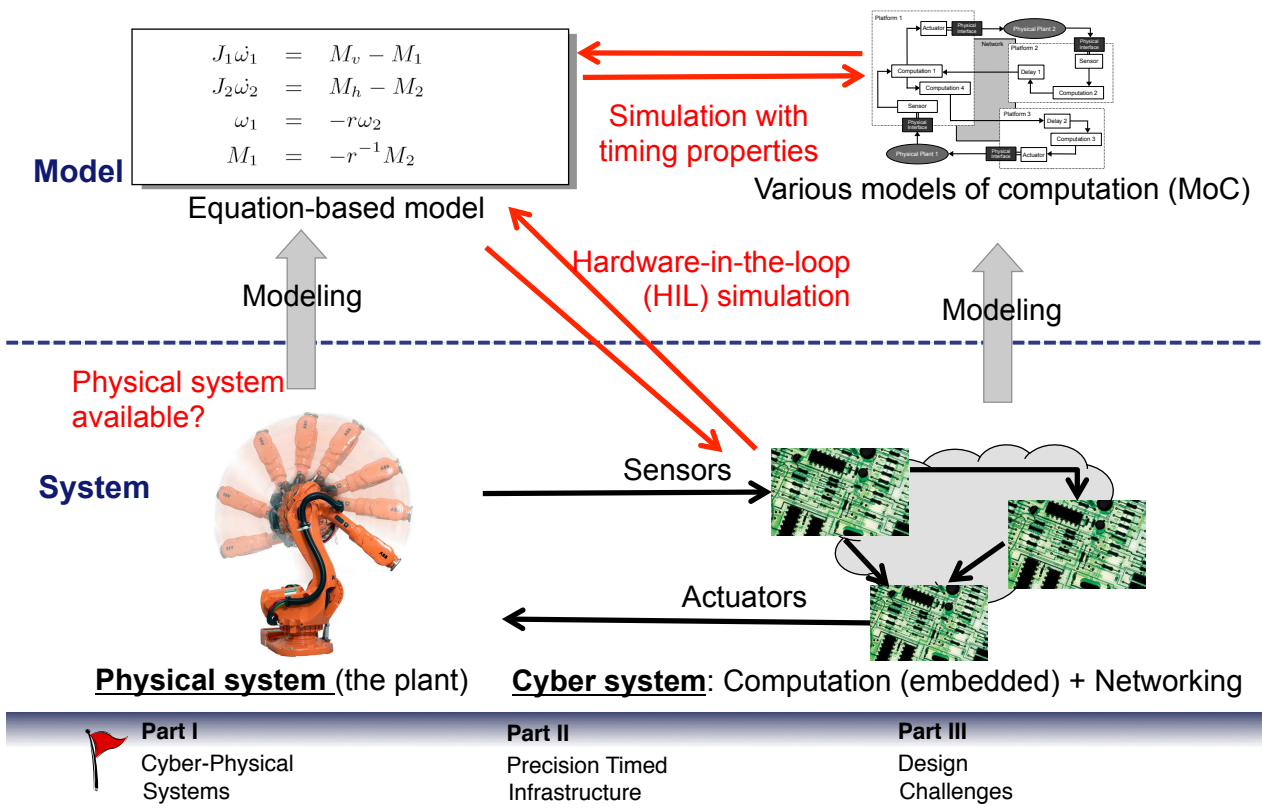 J₁ω̇₁ = Mᵥ − M₁
J₂ω̇₂ = Mₕ − M₂
ω₁ = −rω₂
M₁ = −r⁻¹M₂
Model
Equation-based model
Simulation with
timing properties
Platform 1
Actuator
Physical
Interface
Physical Plant 2
Network
Platform 2
Physical
Interface
Sensor
Computation 1
Delay 1
Computation 4
Computation 2
Sensor
Physical
Interface
Platform 3
Delay 2
Computation 3
Physical Plant 1
Physical
Interface
Actuator
Various models of computation (MoC)
Hardware-in-the-loop
(HIL) simulation
Modeling
Modeling
Physical system
available?
System
Sensors
Actuators
ABB
Physical system (the plant)
Cyber system: Computation (embedded) + Networking
Part I
Cyber-Physical
Systems
Part II
Precision Timed
Infrastructure
Part III
Design
Challenges